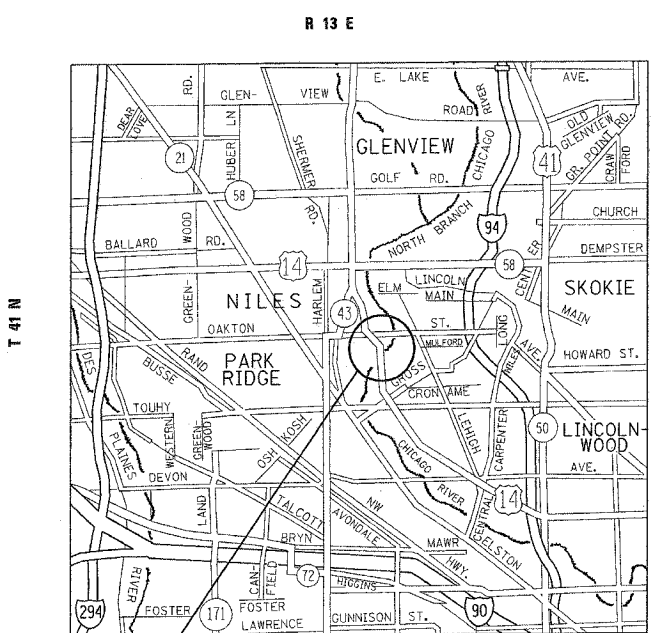 R 13 E
T 41 N
E. LAKE AVE.
GLEN- VIEW ROAD
RD.
DEAR LOVE
HUBER LN
SHERMER RD.
RIVER
CHICAGO
NORTH BRANCH
OLD GLENVIEW RD.
GR. POINT RD.
CRAW FORD
21
GLENVIEW
41
58
GOLF RD.
94
CHURCH
WOOD
BALLARD RD.
14
58
CENTER
DEMPSTER
GREEN-
NILES
HARLEM
43
ELM
LINCOLN
MAIN
SKOKIE
MAIN
OAKTON
ST.
MULFORD
LONG
AVE.
NILES
HOWARD ST.
DES
PLAINES
RIVER
BUSSE
RAND
PARK
RIDGE
GROSS
CRON AME
TOUHY
WESTERN
GREEN
WOOD
OSH KOSH
LEHIGH
CARPENTER
50
LINCOLN-
WOOD
AVE.
DEVON
CHICAGO
RIVER
14
LAND
TALCOTT
AVONDALE
NW
HWY.
CENTRAL
ELSTON
BRYN
MAWR
CAN-
FIELD
72
HIGGINS
294
FOSTER
171
FOSTER
LAWRENCE
GUNNISON ST.
90